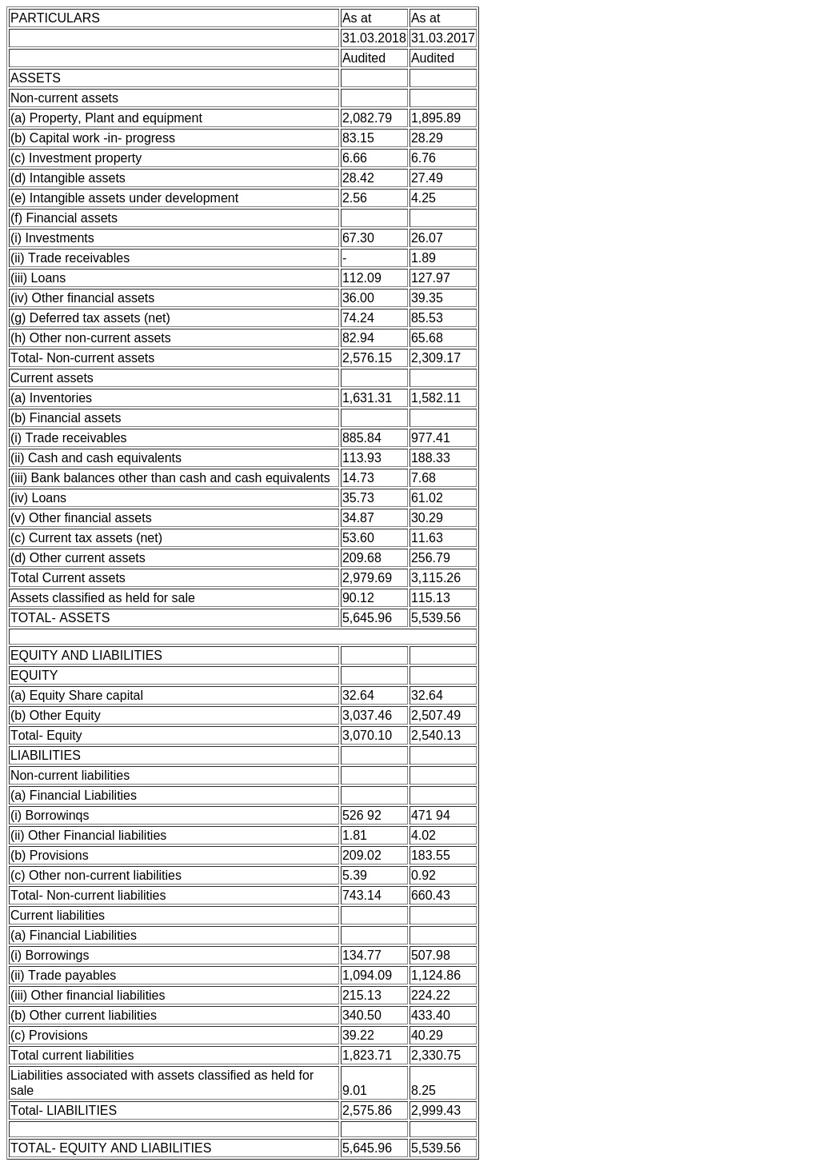 PARTICULARS As at As at
31.03.2018 31.03.2017
Audited Audited
ASSETS
Non-current assets
(a) Property, Plant and equipment 2,082.79 1,895.89
(b) Capital work -in- progress 83.15 28.29
(c) Investment property 6.66 6.76
(d) Intangible assets 28.42 27.49
(e) Intangible assets under development 2.56 4.25
(f) Financial assets
(i) Investments 67.30 26.07
(ii) Trade receivables - 1.89
(iii) Loans 112.09 127.97
(iv) Other financial assets 36.00 39.35
(g) Deferred tax assets (net) 74.24 85.53
(h) Other non-current assets 82.94 65.68
Total- Non-current assets 2,576.15 2,309.17
Current assets
(a) Inventories 1,631.31 1,582.11
(b) Financial assets
(i) Trade receivables 885.84 977.41
(ii) Cash and cash equivalents 113.93 188.33
(iii) Bank balances other than cash and cash equivalents 14.73 7.68
(iv) Loans 35.73 61.02
(v) Other financial assets 34.87 30.29
(c) Current tax assets (net) 53.60 11.63
(d) Other current assets 209.68 256.79
Total Current assets 2,979.69 3,115.26
Assets classified as held for sale 90.12 115.13
TOTAL- ASSETS 5,645.96 5,539.56
EQUITY AND LIABILITIES
EQUITY
(a) Equity Share capital 32.64 32.64
(b) Other Equity 3,037.46 2,507.49
Total- Equity 3,070.10 2,540.13
LIABILITIES
Non-current liabilities
(a) Financial Liabilities
(i) Borrowinqs 526 92 471 94
(ii) Other Financial liabilities 1.81 4.02
(b) Provisions 209.02 183.55
(c) Other non-current liabilities 5.39 0.92
Total- Non-current liabilities 743.14 660.43
Current liabilities
(a) Financial Liabilities
(i) Borrowings 134.77 507.98
(ii) Trade payables 1,094.09 1,124.86
(iii) Other financial liabilities 215.13 224.22
(b) Other current liabilities 340.50 433.40
(c) Provisions 39.22 40.29
Total current liabilities 1,823.71 2,330.75
Liabilities associated with assets classified as held for
sale 9.01 8.25
Total- LIABILITIES 2,575.86 2,999.43
TOTAL- EQUITY AND LIABILITIES 5,645.96 5,539.56